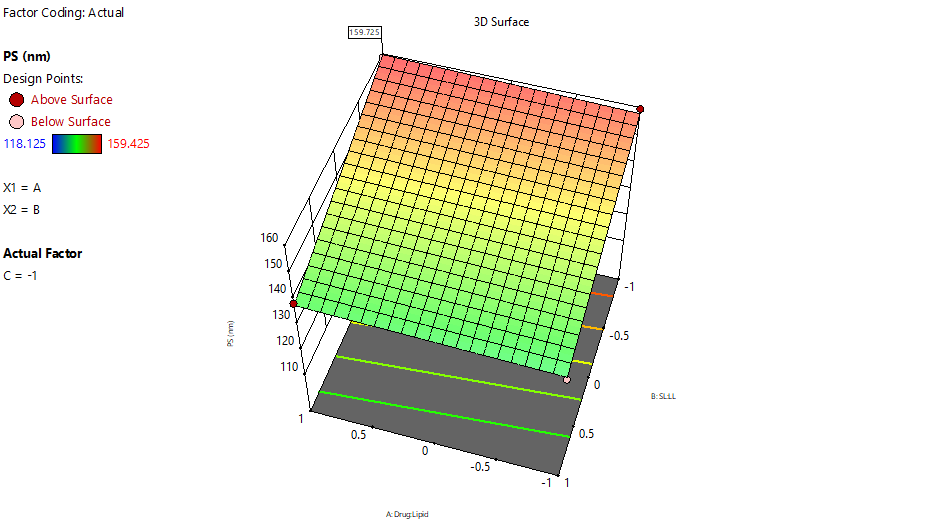 Factor Coding: Actual
3D Surface
PS (nm)
Design Points:
Above Surface
Below Surface
118.125 159.425
X1 = A
X2 = B
Actual Factor
C = -1
159.725
160
150
140
130
120
110
PS (nm)
1
0.5
0
-0.5
-1
A: Drug:Lipid
-1
-0.5
0
0.5
1
B: SL:LL